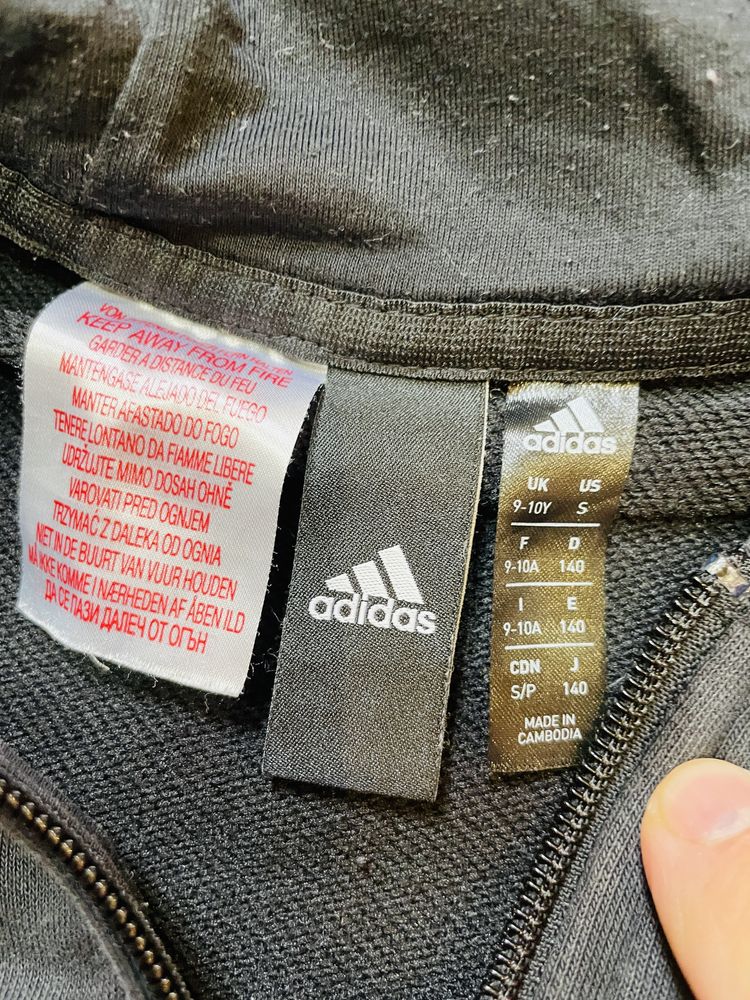 KEEP AWAY FROM FIRE
GARDER A DISTANCE DU FEU
MANTENGASE ALEJADO DEL FUEGO
MANTER AFASTADO DO FOGO
TENERE LONTANO DA FIAMME LIBERE
UDRŽUJTE MIMO DOSAH OHNĚ
VAROVATI PRED OGNJEM
TRZYMAĆ Z DALEKA OD OGNIA
NIET IN DE BUURT VAN VUUR HOUDEN
MÅ IKKE KOMME I NÆRHEDEN AF ÅBEN ILD
ДА СЕ ПАЗИ ДАЛЕЧ ОТ ОГЪН
adidas
adidas
UK US
9-10Y S
F D
9-10A 140
I E
9-10A 140
CDN J
S/P 140
MADE IN
CAMBODIA